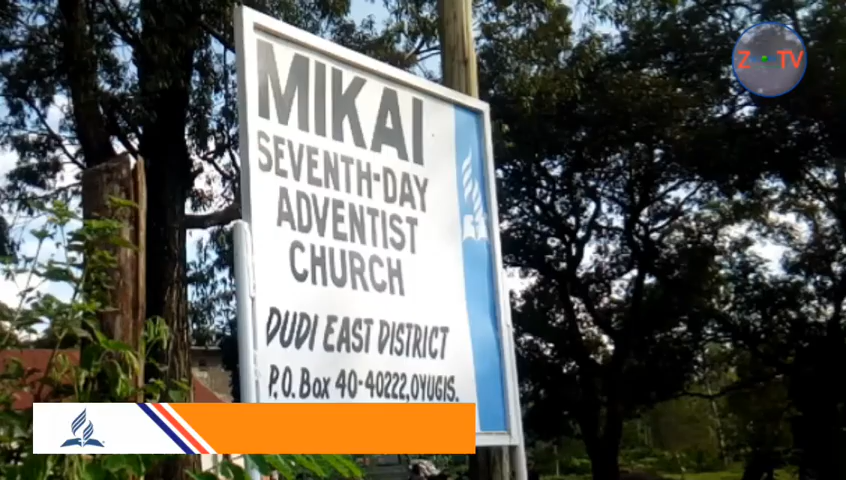 Z TV
MIKAI
SEVENTH-DAY
ADVENTIST
CHURCH
DUDI EAST DISTRICT
P.O. Box 40-40222, OYUGIS.